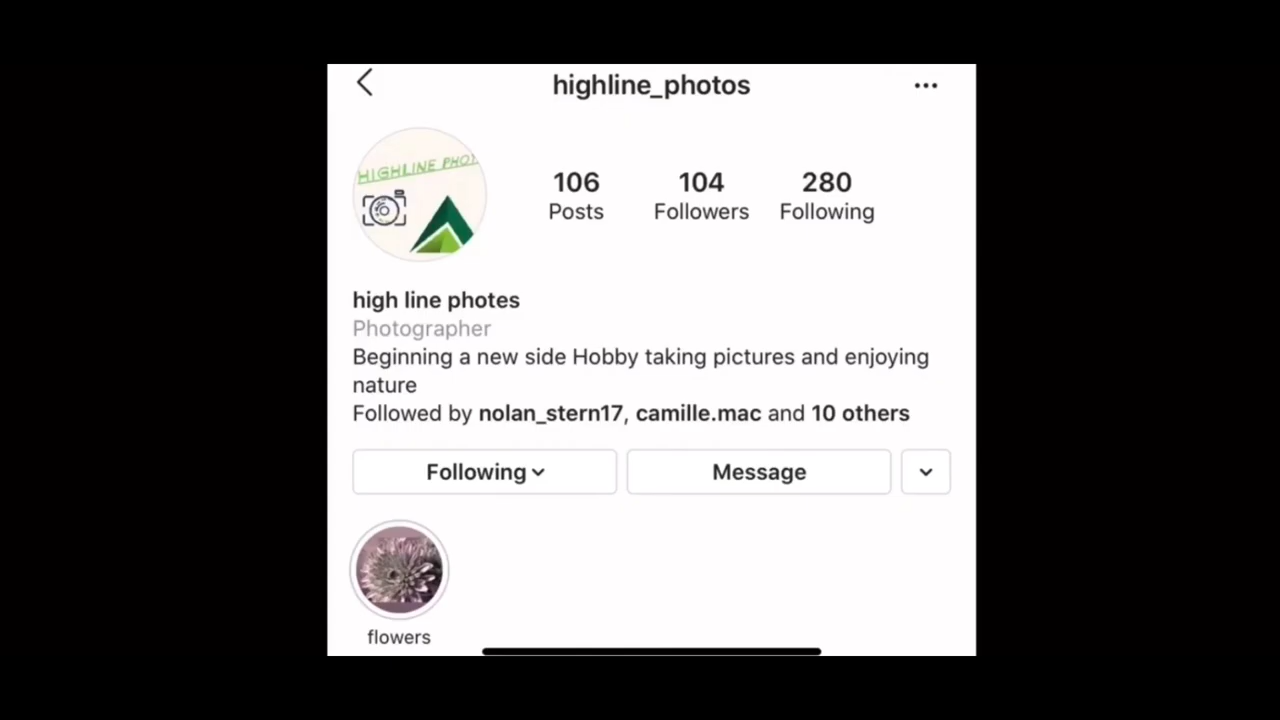 highline_photos
HIGHLINE PHO
106 104 280
Posts Followers Following
high line photes
Photographer
Beginning a new side Hobby taking pictures and enjoying
nature
Followed by nolan_stern17, camille.mac and 10 others
Following Message
flowers